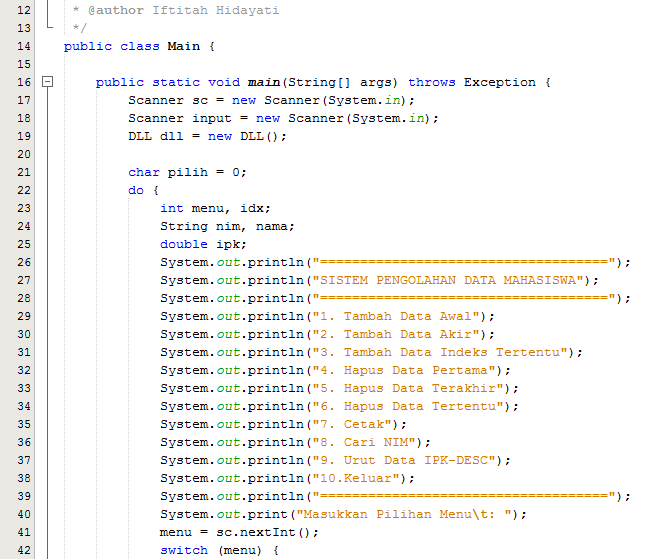 12 * @author Iftitah Hidayati
13 */
14 public class Main {
15
16 public static void main(String[] args) throws Exception {
17 Scanner sc = new Scanner(System.in);
18 Scanner input = new Scanner(System.in);
19 DLL dll = new DLL();
20
21 char pilih = 0;
22 do {
23 int menu, idx;
24 String nim, nama;
25 double ipk;
26 System.out.println("====================================");
27 System.out.println("SISTEM PENGOLAHAN DATA MAHASISWA");
28 System.out.println("====================================");
29 System.out.println("1. Tambah Data Awal");
30 System.out.println("2. Tambah Data Akir");
31 System.out.println("3. Tambah Data Indeks Tertentu");
32 System.out.println("4. Hapus Data Pertama");
33 System.out.println("5. Hapus Data Terakhir");
34 System.out.println("6. Hapus Data Tertentu");
35 System.out.println("7. Cetak");
36 System.out.println("8. Cari NIM");
37 System.out.println("9. Urut Data IPK-DESC");
38 System.out.println("10.Keluar");
39 System.out.println("====================================");
40 System.out.print("Masukkan Pilihan Menu\t: ");
41 menu = sc.nextInt();
42 switch (menu) {